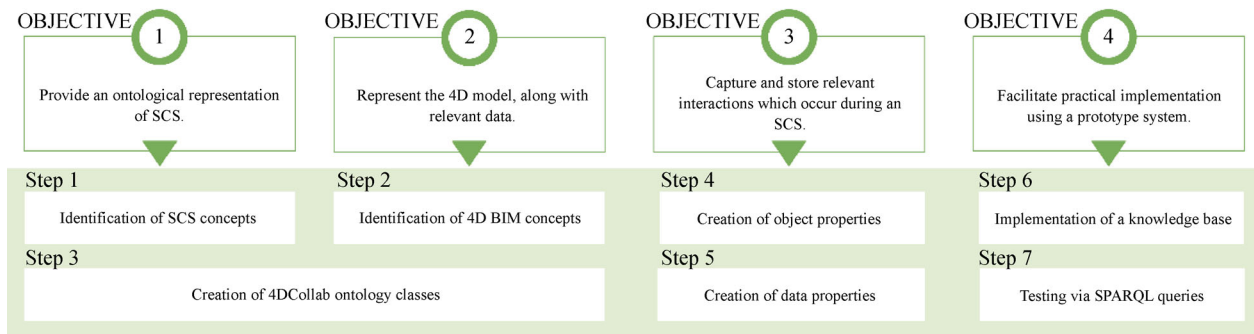 OBJECTIVE 1
Provide an ontological representation
of SCS.
OBJECTIVE 2
Represent the 4D model, along with
relevant data.
OBJECTIVE 3
Capture and store relevant
interactions which occur during an
SCS.
OBJECTIVE 4
Facilitate practical implementation
using a prototype system.
Step 1
Identification of SCS concepts
Step 2
Identification of 4D BIM concepts
Step 3
Creation of 4DCollab ontology classes
Step 4
Creation of object properties
Step 5
Creation of data properties
Step 6
Implementation of a knowledge base
Step 7
Testing via SPARQL queries